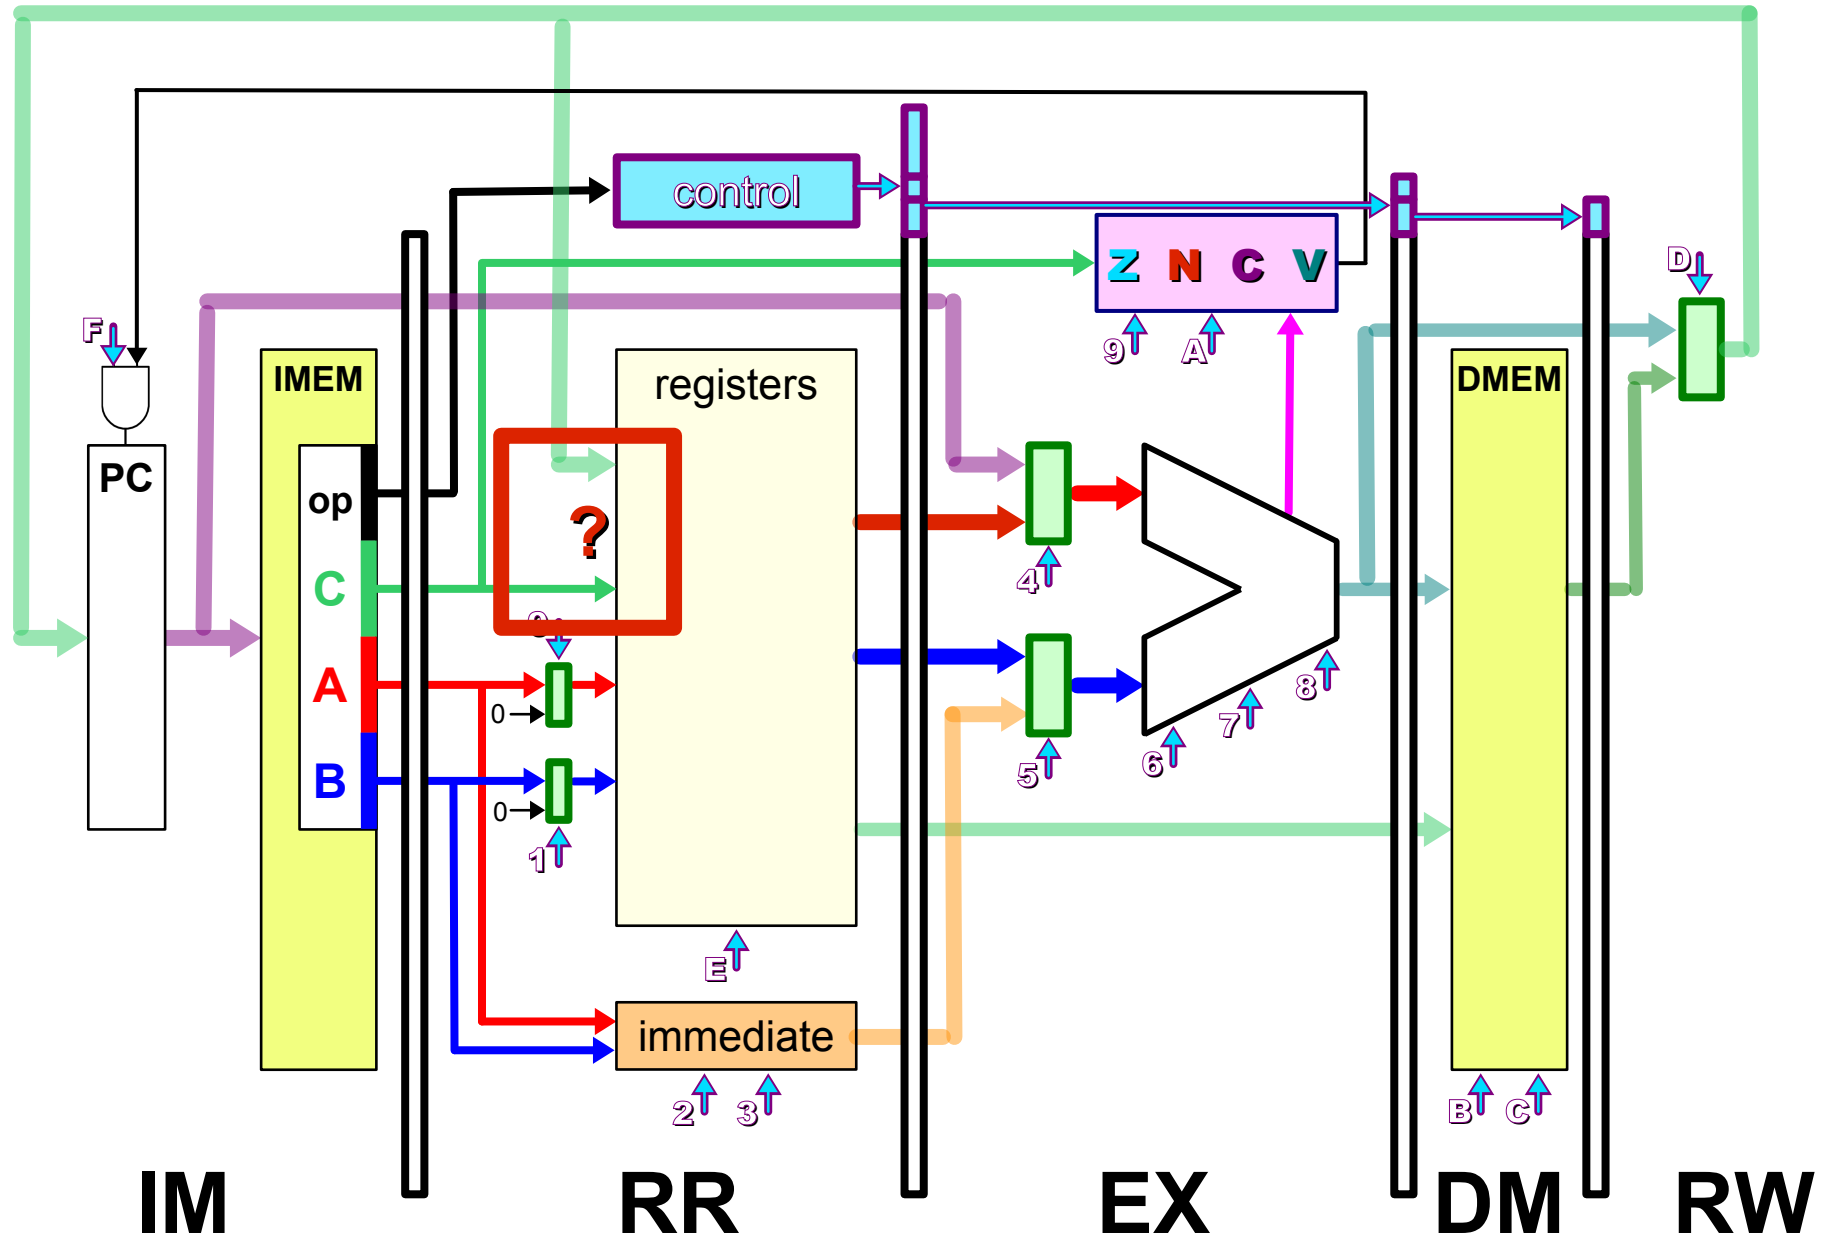 control
Z N C V
D
F
IMEM
registers
DMEM
9 A
PC
op
?
4
C
A
0
8
7
B
6
5
0
1
E
immediate
2 3
B C
IM RR EX DM RW